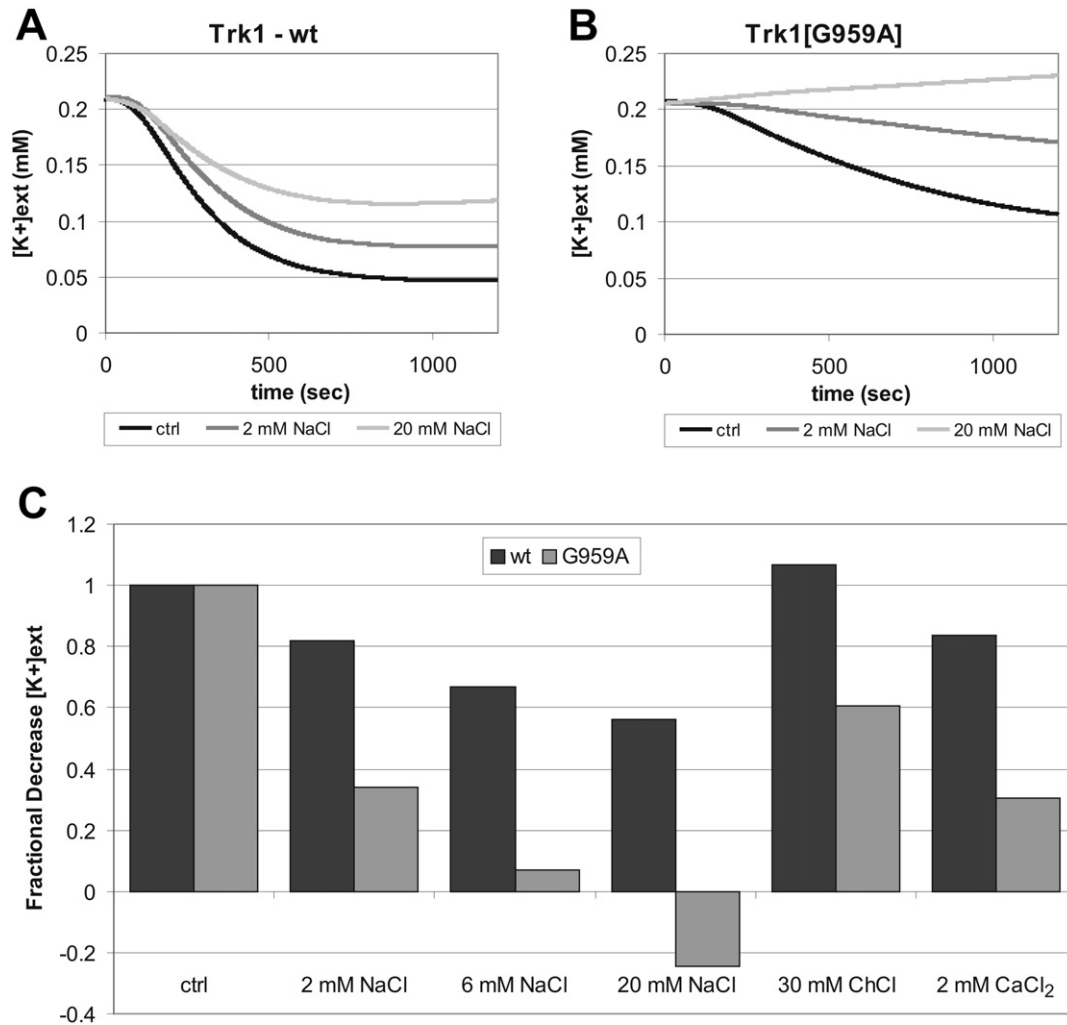 A
Trk1 - wt
0.25
0.2
0.15
0.1
0.05
0
[K+]ext (mM)
0 500 1000
time (sec)
ctrl 2 mM NaCl 20 mM NaCl
B
Trk1[G959A]
0.25
0.2
0.15
0.1
0.05
0
[K+]ext (mM)
0 500 1000
time (sec)
ctrl 2 mM NaCl 20 mM NaCl
C
1.2
1
0.8
0.6
0.4
0.2
0
-0.2
-0.4
Fractional Decrease [K+]ext
wt G959A
ctrl 2 mM NaCl 6 mM NaCl 20 mM NaCl 30 mM ChCl 2 mM CaCl₂